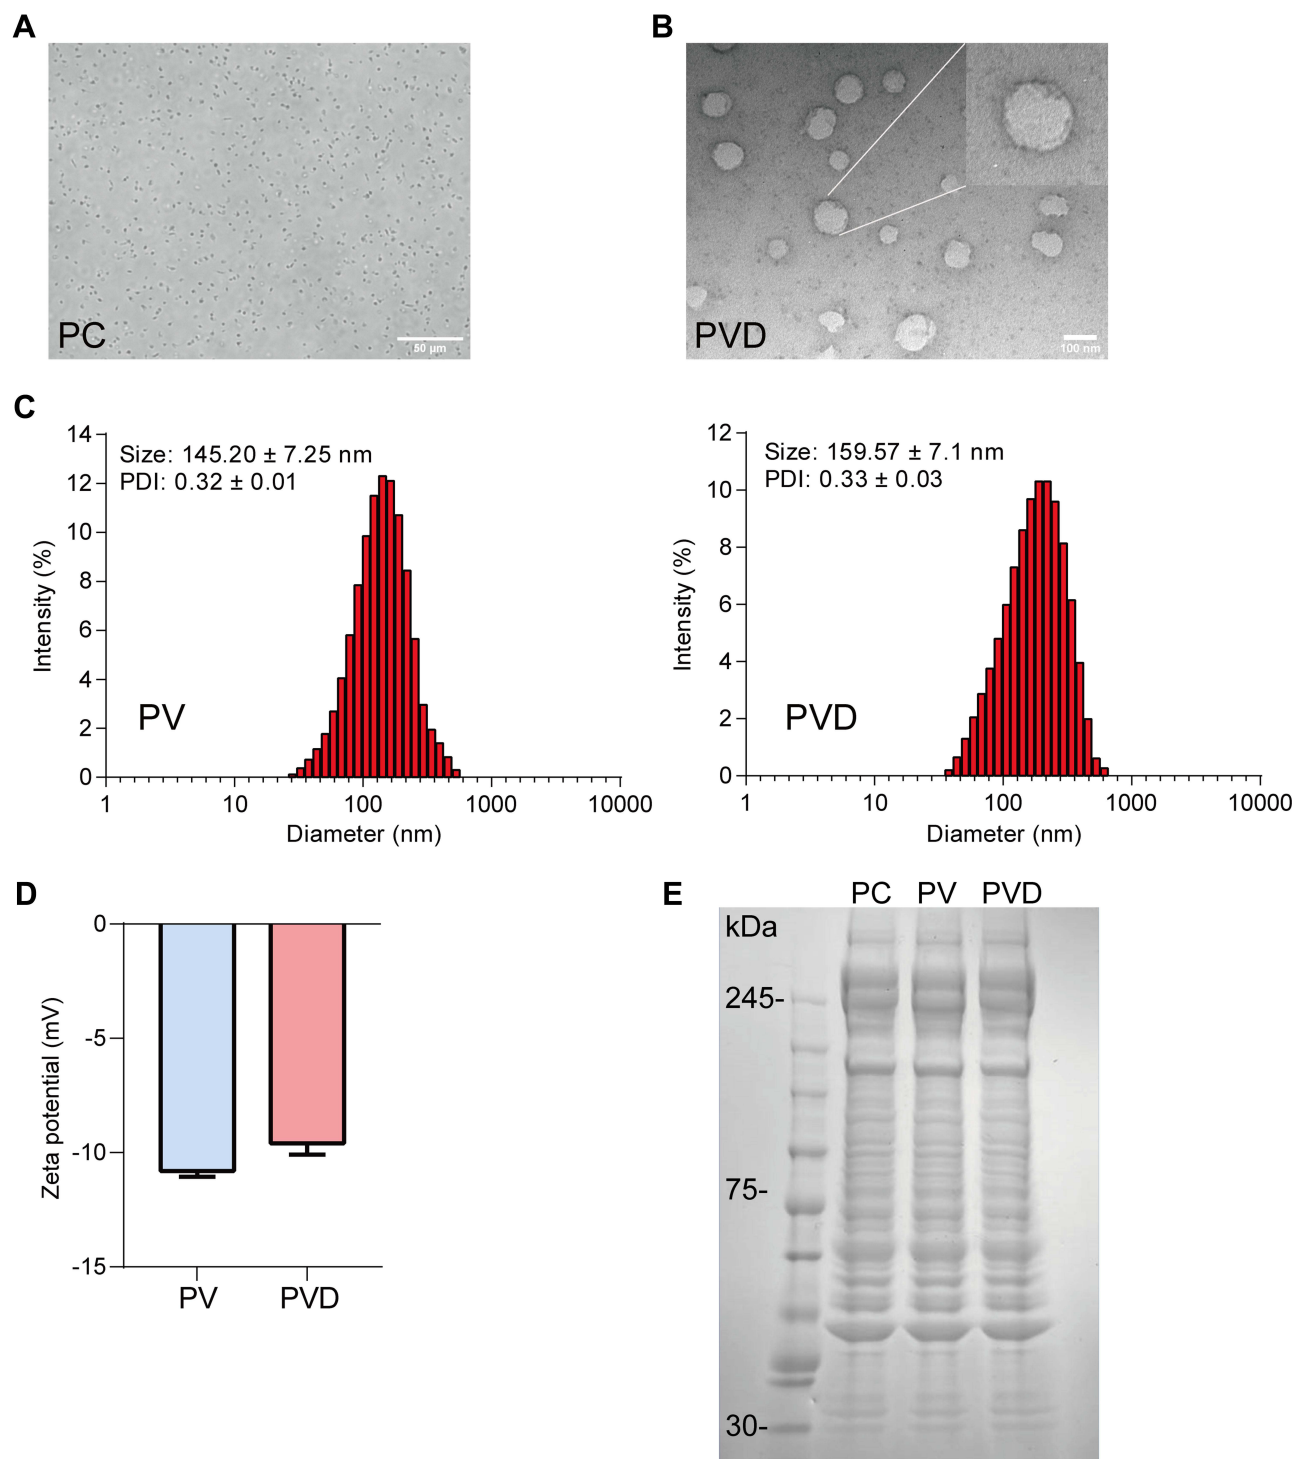 A
PC
50 µm
B
PVD
100 nm
C
14
12
10
8
6
4
2
0
Intensity (%)
Size: 145.20 ± 7.25 nm
PDI: 0.32 ± 0.01
PV
1 10 100 1000 10000
Diameter (nm)
12
10
8
6
4
2
0
Intensity (%)
Size: 159.57 ± 7.1 nm
PDI: 0.33 ± 0.03
PVD
1 10 100 1000 10000
Diameter (nm)
D
0
-5
-10
-15
Zeta potential (mV)
PV PVD
E
PC PV PVD
kDa
245-
75-
30-